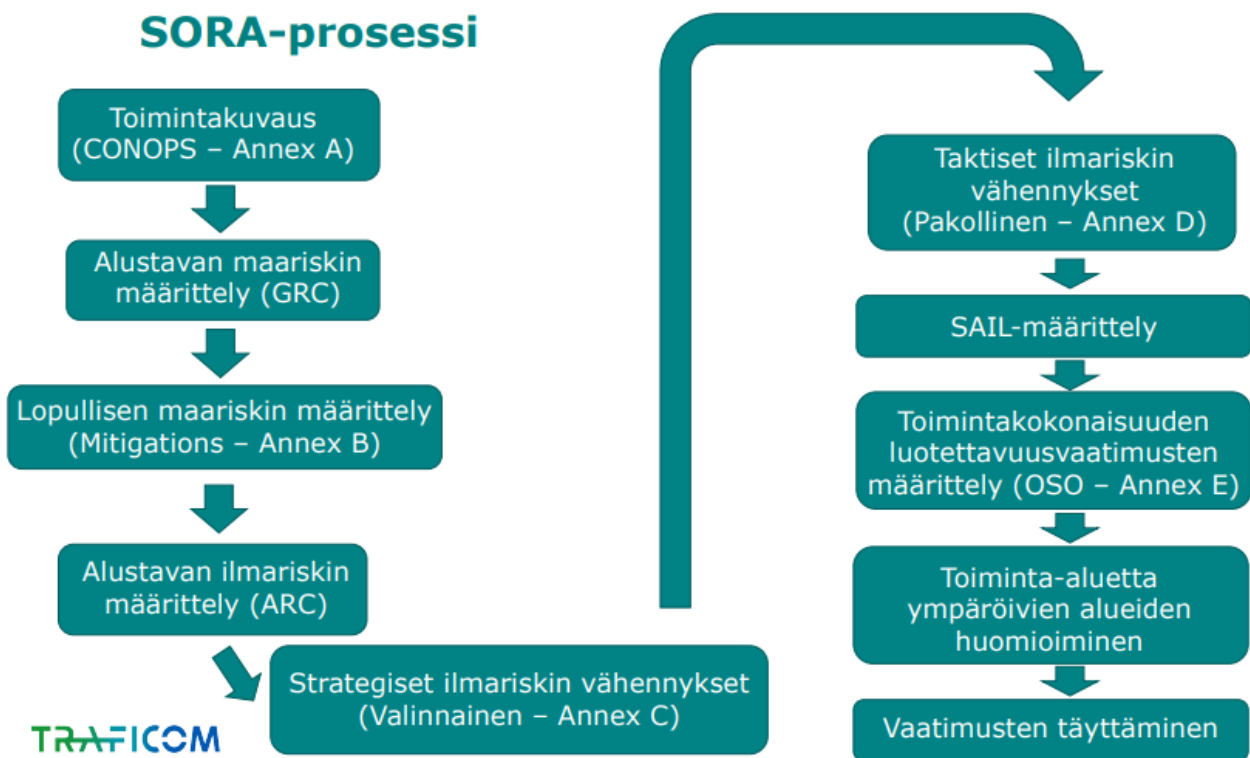 SORA-prosessi
Toimintakuvaus
(CONOPS – Annex A)
Alustavan maariskin
määrittely (GRC)
Lopullisen maariskin määrittely
(Mitigations – Annex B)
Alustavan ilmariskin
määrittely (ARC)
Strategiset ilmariskin vähennykset
(Valinnainen – Annex C)
Taktiset ilmariskin
vähennykset
(Pakollinen – Annex D)
SAIL-määrittely
Toimintakokonaisuuden
luotettavuusvaatimusten
määrittely (OSO – Annex E)
Toiminta-aluetta
ympäröivien alueiden
huomioiminen
Vaatimusten täyttäminen
TRAFICOM